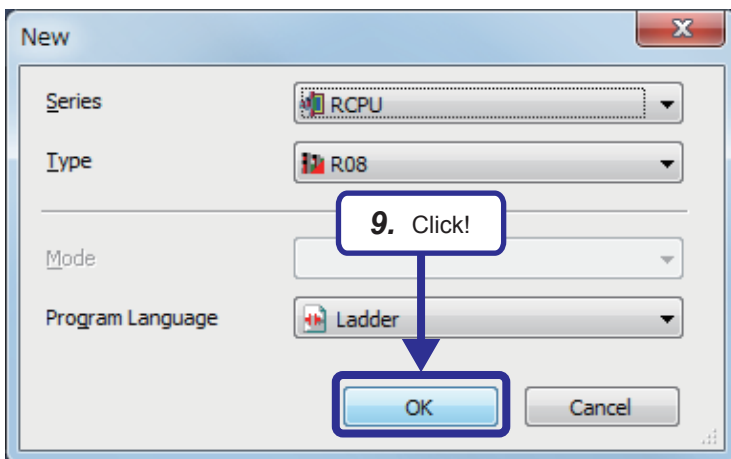 New
X
Series RCPU
Type R08
9. Click!
Mode
Program Language Ladder
OK Cancel